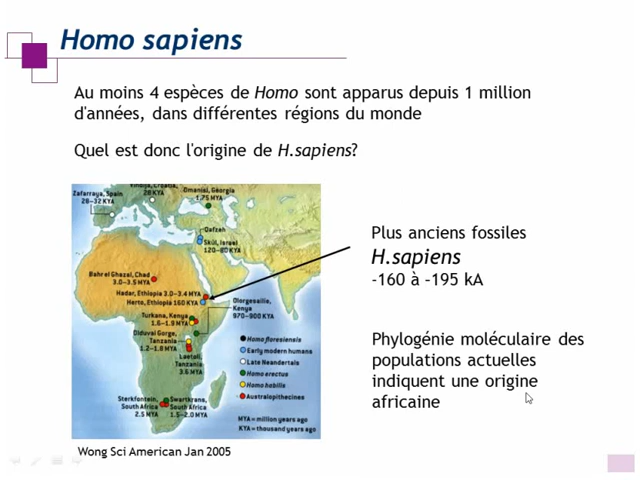 Homo sapiens
Au moins 4 espèces de Homo sont apparus depuis 1 million
d'années, dans différentes régions du monde
Quel est donc l'origine de H.sapiens?
Zafarraya, Spain
28–32 KYA
Vindija, Croatia,
28 KYA
Dmanisi, Georgia
1.75 MYA
Qafzeh
Skūl, Israel
120–80 KYA
Bahr el Ghazal, Chad
3.0–3.5 MYA
Hadar, Ethiopia 3.0–3.4 MYA
Herto, Ethiopia 160 KYA
Olorgesailie,
Kenya
970–900 KYA
Turkana, Kenya
1.6–1.9 MYA
Olduvai Gorge,
Tanzania
1.2–1.8 MYA
Laetoli,
Tanzania
3.6 MYA
Sterkfontein,
South Africa
2.5 MYA
Swartkrans,
South Africa
1.5–2.0 MYA
Homo floresiensis
Early modern humans
Late Neandertals
Homo erectus
Homo habilis
Australopithecines
MYA = million years ago
KYA = thousand years ago
Plus anciens fossiles
H.sapiens
-160 à –195 kA
Phylogénie moléculaire des
populations actuelles
indiquent une origine
africaine
Wong Sci American Jan 2005